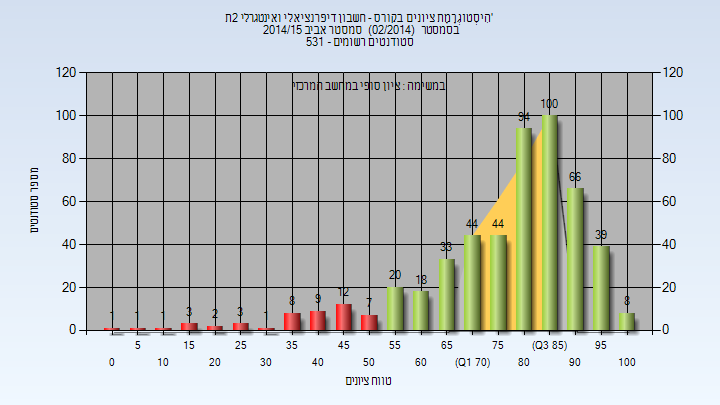 הִיסטוגרָמַת ציונים בקורס - חשבון דיפרנציאלי ואינטגרלי 2ת'
בסמסטר (02/2014) סמסטר אביב 2014/15
סטודנטים רשומים - 531
במשימה : ציון סופי במחשב המרכזי
120 120
100 100
80 80
60 60
40 40
20 20
0 0
מספר סטודנטים
1 1 1 3 2 3 1 8 9 12 7 20 18 33 44 44 94 100 66 39 8
5 15 25 35 45 55 65 75 (Q3 85) 95
0 10 20 30 40 50 60 (Q1 70) 80 90 100
טווח ציונים